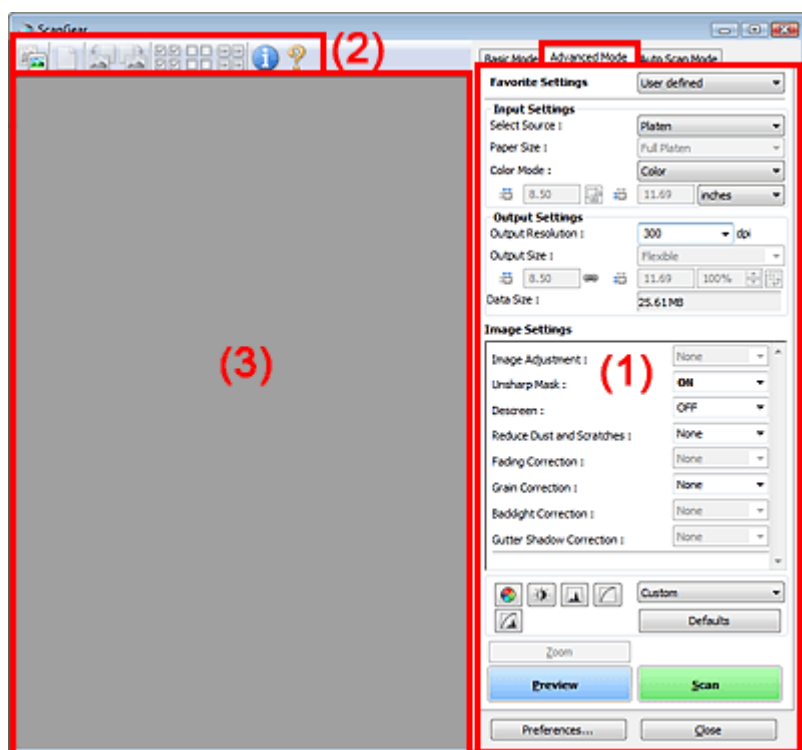 ScanGear
(2)
Basic Mode Advanced Mode Auto Scan Mode
Favorite Settings User defined
Input Settings
Select Source : Platen
Paper Size : Full Platen
Color Mode : Color
8.50 11.69 inches
Output Settings
Output Resolution : 300 dpi
Output Size : Flexible
8.50 11.69 100%
Data Size : 25.61 MB
Image Settings
(3)
(1)
Image Adjustment : None
Unsharp Mask : ON
Descreen : OFF
Reduce Dust and Scratches : None
Fading Correction : None
Grain Correction : None
Backlight Correction : None
Gutter Shadow Correction : None
Custom
Defaults
Zoom
Preview Scan
Preferences... Close